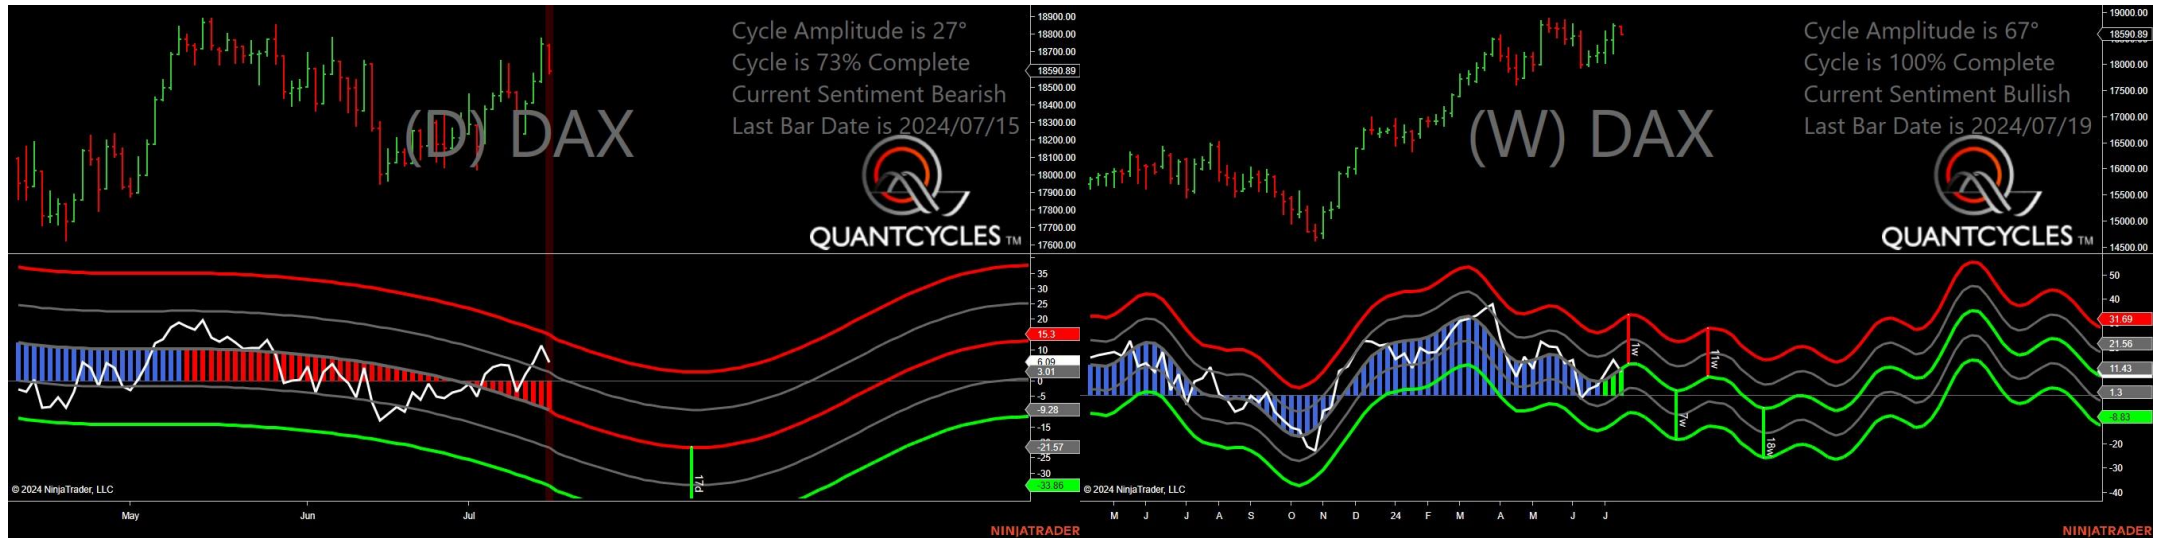 Cycle Amplitude is 27°
Cycle is 73% Complete
Current Sentiment Bearish
Last Bar Date is 2024/07/15
(D) DAX
QUANTCYCLES TM
18900.00
18800.00
18700.00
18590.89
18500.00
18400.00
18300.00
18200.00
18100.00
18000.00
17900.00
17800.00
17700.00
17600.00
35
30
25
20
15.3
10
6.09
3.01
0
-5
-9.28
-15
-21.57
-25
-30
-33.86
17d
© 2024 NinjaTrader, LLC
May Jun Jul
NINJATRADER
Cycle Amplitude is 67°
Cycle is 100% Complete
Current Sentiment Bullish
Last Bar Date is 2024/07/19
(W) DAX
QUANTCYCLES TM
19000.00
18590.89
18000.00
17500.00
17000.00
16500.00
16000.00
15500.00
15000.00
14500.00
50
40
31.69
21.56
11.43
1.3
-8.83
-20
-30
-40
1w
11w
7w
18w
© 2024 NinjaTrader, LLC
M J J A S O N D 24 F M A M J J
NINJATRADER